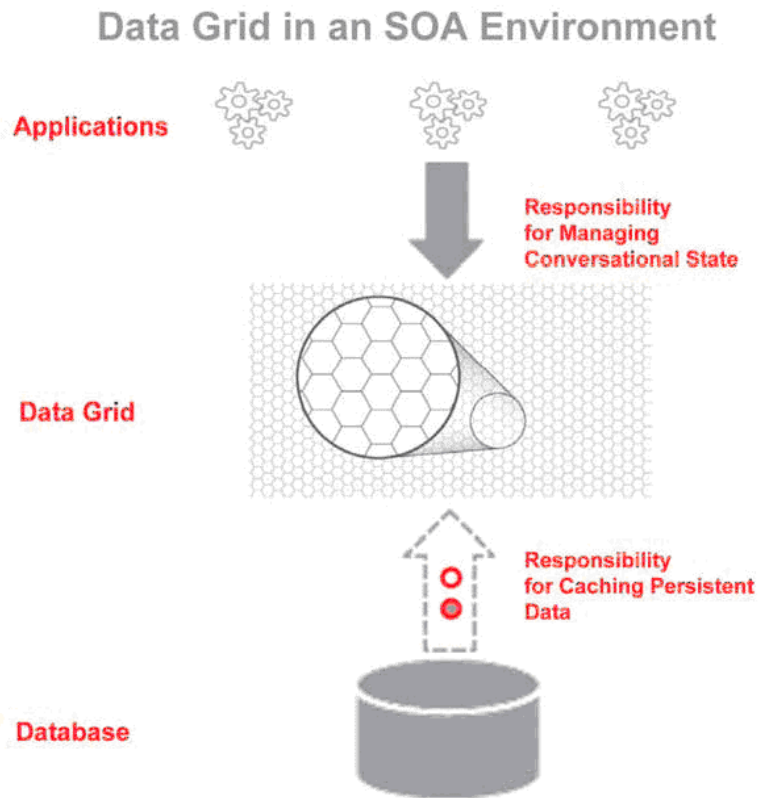 Data Grid in an SOA Environment
Applications
Responsibility
for Managing
Conversational State
Data Grid
Responsibility
for Caching Persistent
Data
Database